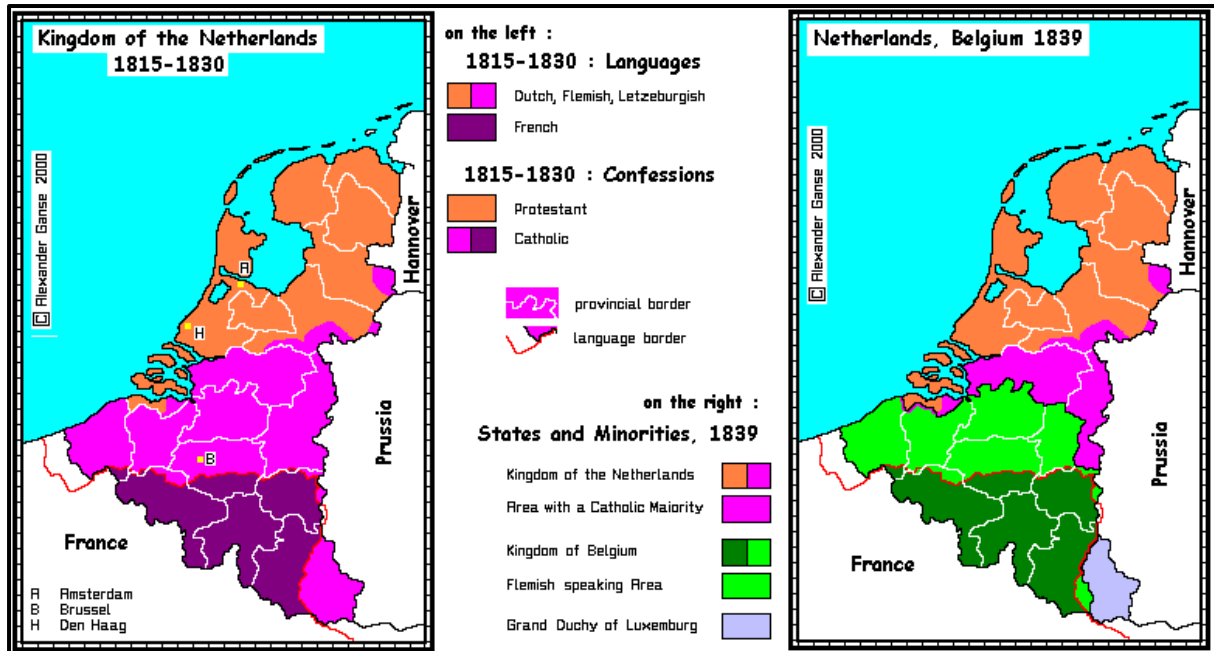 Kingdom of the Netherlands
1815-1830
© Alexander Ganse 2000
Hannover
A
H
B
Prussia
France
A Amsterdam
B Brussel
H Den Haag
on the left :
1815-1830 : Languages
Dutch, Flemish, Letzeburgish
French
1815-1830 : Confessions
Protestant
Catholic
provincial border
language border
on the right :
States and Minorities, 1839
Kingdom of the Netherlands
Area with a Catholic Maiority
Kingdom of Belgium
Flemish speaking Area
Grand Duchy of Luxemburg
Netherlands, Belgium 1839
© Alexander Ganse 2000
Hannover
Prussia
France